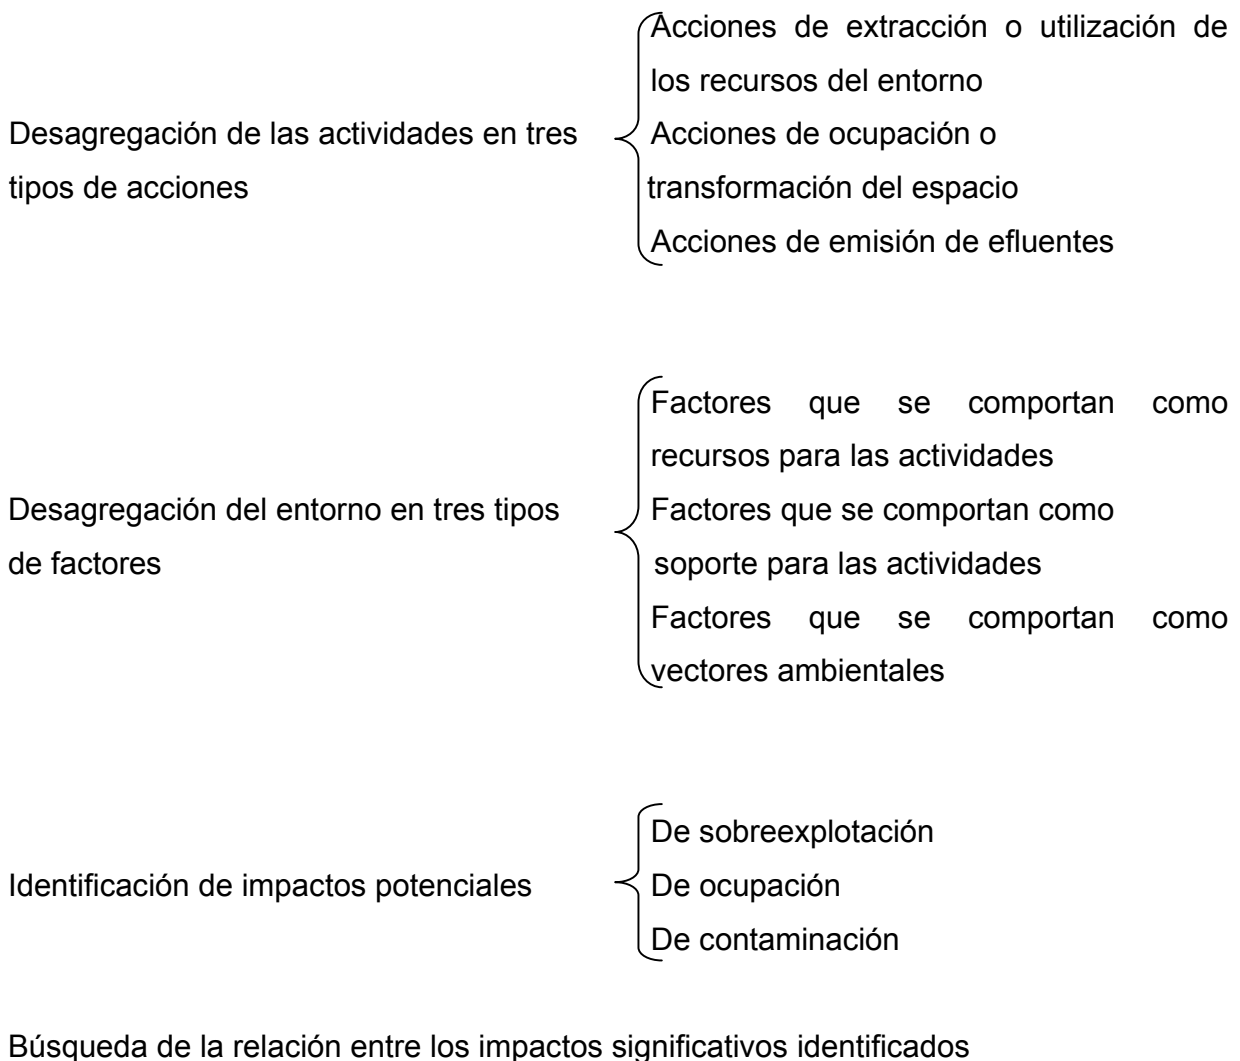 Acciones de extracción o utilización de
los recursos del entorno
Desagregación de las actividades en tres
tipos de acciones
Acciones de ocupación o
transformación del espacio
Acciones de emisión de efluentes
Factores que se comportan como
recursos para las actividades
Desagregación del entorno en tres tipos
de factores
Factores que se comportan como
soporte para las actividades
Factores que se comportan como
vectores ambientales
Identificación de impactos potenciales
De sobreexplotación
De ocupación
De contaminación
Búsqueda de la relación entre los impactos significativos identificados